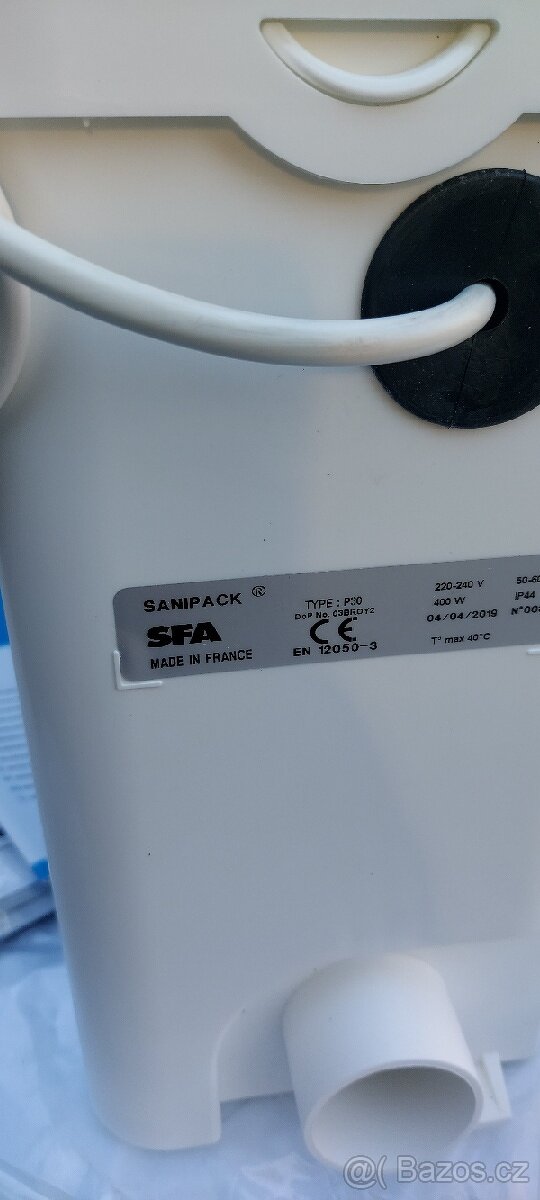 SANIPACK ®
SFA
MADE IN FRANCE
TYPE : P30
DoP No.
CE
EN 12050-3
220-240 V
400 W
04/04/2019
T° max 40°C
IP44
Bazos.cz